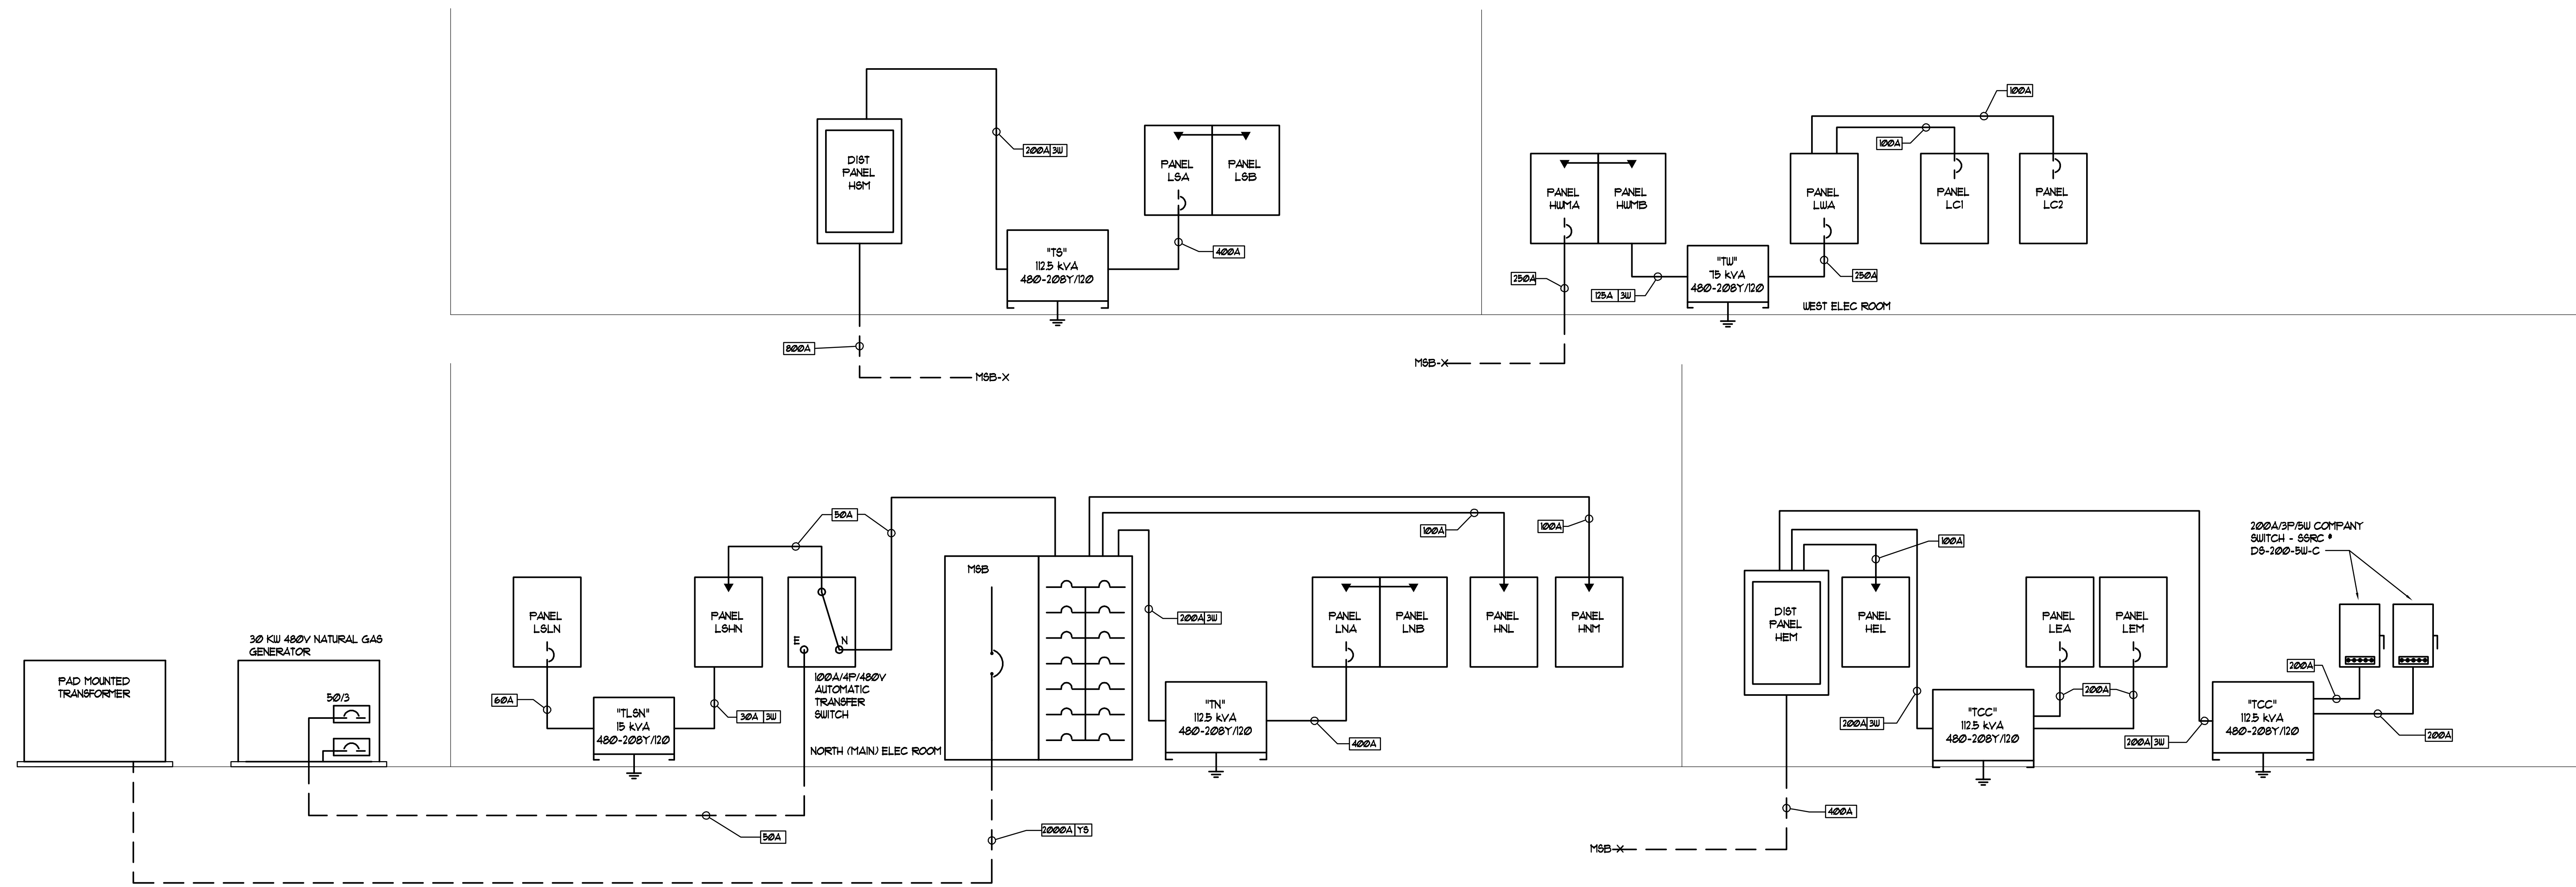 DIST
PANEL
HSM
200A 3W
PANEL
LSA
PANEL
LSB
"TS"
112.5 kVA
480-208Y/120
400A
800A
MSB-X
100A
100A
PANEL
HWMA
PANEL
HWMB
PANEL
LWA
PANEL
LC1
PANEL
LC2
"TW"
75 kVA
480-208Y/120
250A
125A 3W
250A
WEST ELEC ROOM
MSB-X
PAD MOUNTED
TRANSFORMER
30 KW 480V NATURAL GAS
GENERATOR
50/3
PANEL
LSLN
60A
"TLSN"
15 kVA
480-208Y/120
PANEL
LSHN
30A 3W
50A
E
N
100A/4P/480V
AUTOMATIC
TRANSFER
SWITCH
NORTH (MAIN) ELEC ROOM
50A
MSB
2000A YS
200A 3W
"TN"
112.5 kVA
480-208Y/120
PANEL
LNA
PANEL
LNB
400A
100A
100A
PANEL
HNL
PANEL
HNM
DIST
PANEL
HEM
PANEL
HEL
100A
200A 3W
"TCC"
112.5 kVA
480-208Y/120
PANEL
LEA
PANEL
LEM
200A
400A
MSB-X
200A/3P/5W COMPANY
SWITCH - SSRC #
DS-200-5W-C
200A
200A 3W
"TCC"
112.5 kVA
480-208Y/120
200A